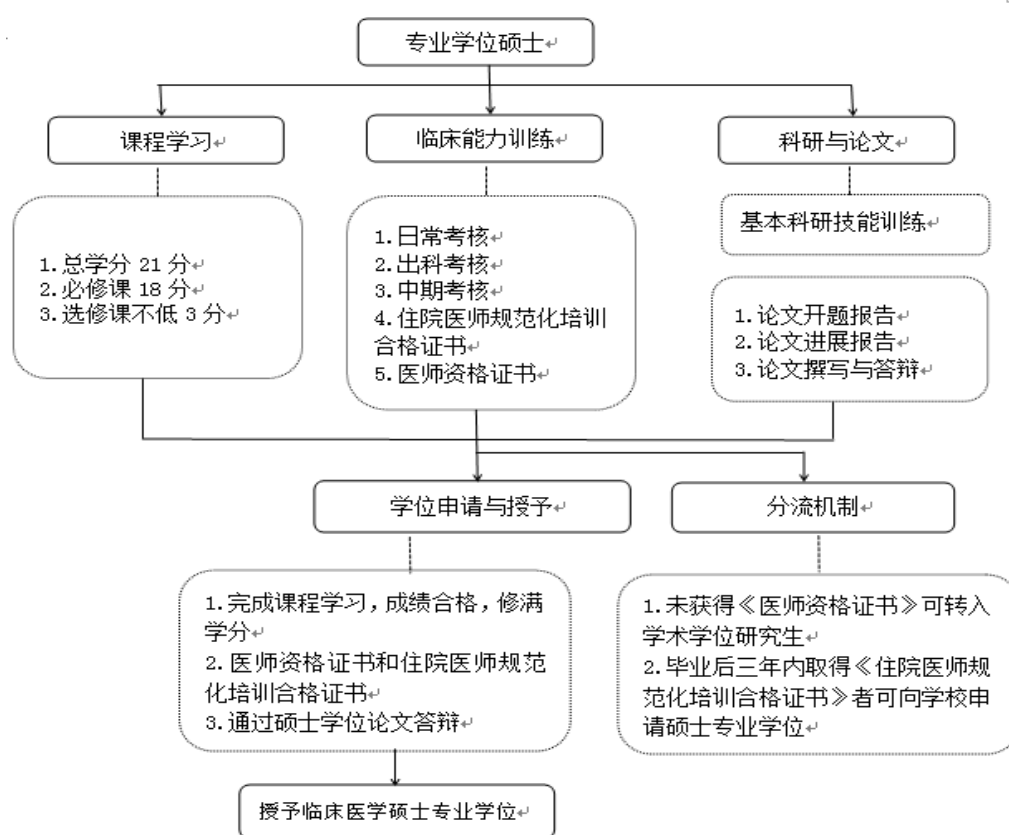 专业学位硕士
课程学习
临床能力训练
科研与论文
1.总学分 21 分
2.必修课 18 分
3.选修课不低 3 分
1.日常考核
2.出科考核
3.中期考核
4.住院医师规范化培训
合格证书
5.医师资格证书
基本科研技能训练
1.论文开题报告
2.论文进展报告
3.论文撰写与答辩
学位申请与授予
分流机制
1.完成课程学习，成绩合格，修满
学分
2.医师资格证书和住院医师规范
化培训合格证书
3.通过硕士学位论文答辩
1.未获得《医师资格证书》可转入
学术学位研究生
2.毕业后三年内取得《住院医师规
范化培训合格证书》者可向学校申
请硕士专业学位
授予临床医学硕士专业学位